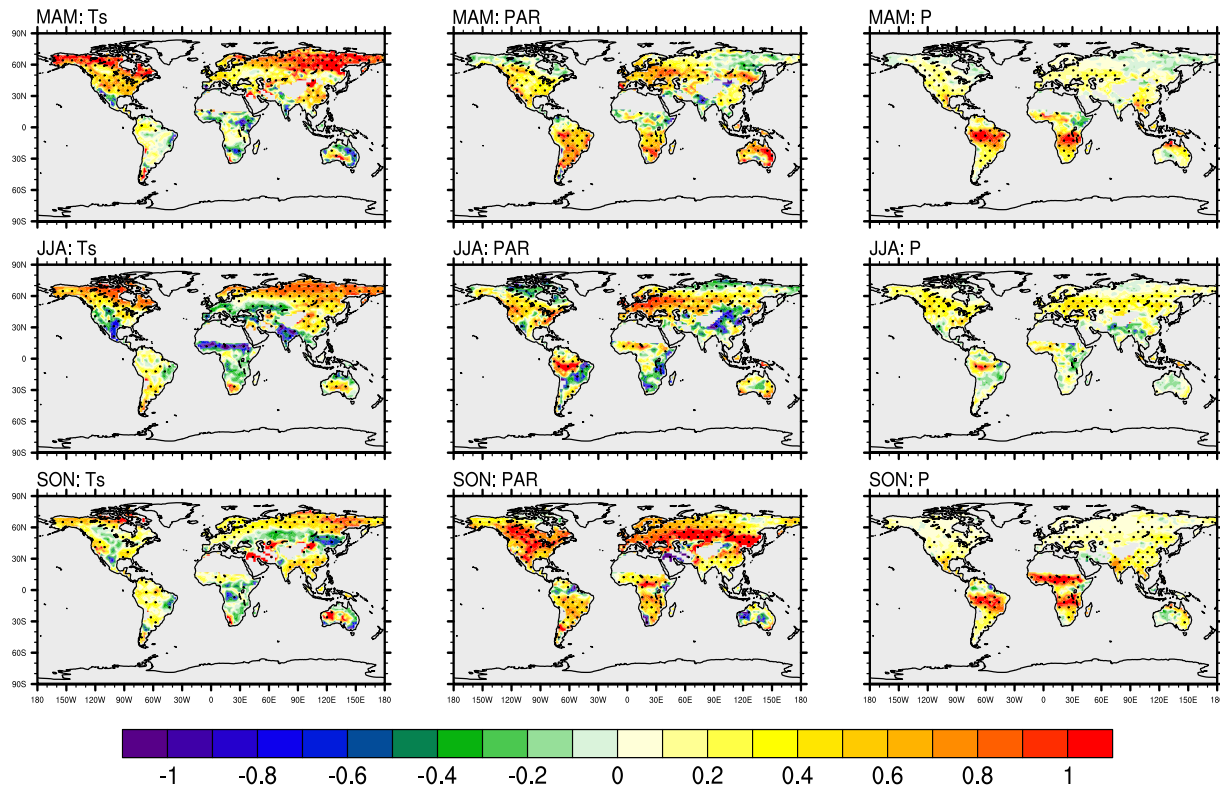 MAM: Ts
MAM: PAR
MAM: P
90N
60N
30N
0
30S
60S
90S
JJA: Ts
JJA: PAR
JJA: P
90N
60N
30N
0
30S
60S
90S
SON: Ts
SON: PAR
SON: P
90N
60N
30N
0
30S
60S
90S
180 150W 120W 90W 60W 30W 0 30E 60E 90E 120E 150E 180
180 150W 120W 90W 60W 30W 0 30E 60E 90E 120E 150E 180
180 150W 120W 90W 60W 30W 0 30E 60E 90E 120E 150E 18
-1 -0.8 -0.6 -0.4 -0.2 0 0.2 0.4 0.6 0.8 1